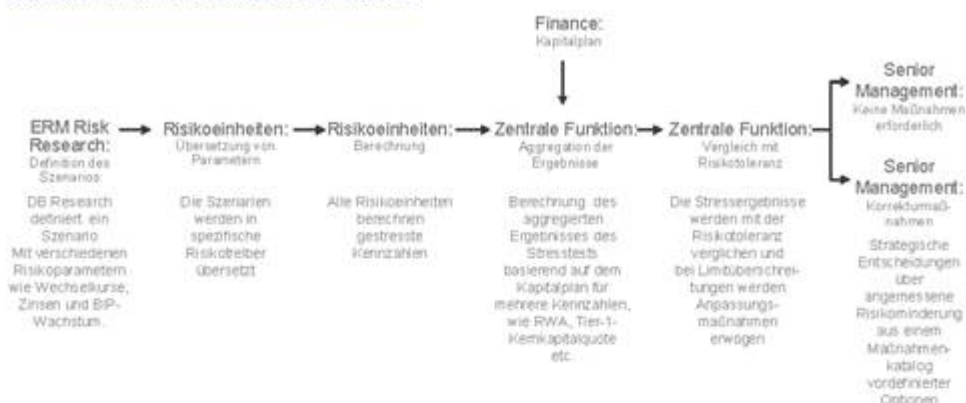 Finance:
Kapitalplan
ERM Risk
Research:
Definition des
Szenarios:
DB Research
definiert ein
Szenario
Mit verschiedenen
Risikoparametern
wie Wechselkurse,
Zinsen und BIP-
Wachstum.
Risikoeinheiten:
Übersetzung von
Parametern
Die Szenarien
werden in
spezifische
Risikotreiber
übersetzt
Risikoeinheiten:
Berechnung
Alle Risikoeinheiten
berechnen
gestresste
Kennzahlen
Zentrale Funktion:
Aggregation der
Ergebnisse
Berechnung des
aggregierten
Ergebnisses des
Stresstests
basierend auf dem
Kapitalplan für
mehrere Kennzahlen,
wie RWA, Tier-1-
Kernkapitalquote
etc.
Zentrale Funktion:
Vergleich mit
Risikotoleranz
Die Stressergebnisse
werden mit der
Risikotoleranz
verglichen und
bei Limitüberschrei-
tungen werden
Anpassungs-
maßnahmen
erwogen
Senior
Management:
Keine Maßnahmen
erforderlich
Senior
Management:
Korrekturmaß-
nahmen
Strategische
Entscheidungen
über
angemessene
Risikominderung
aus einem
Maßnahmen-
katalog
vordefinierter
Optionen